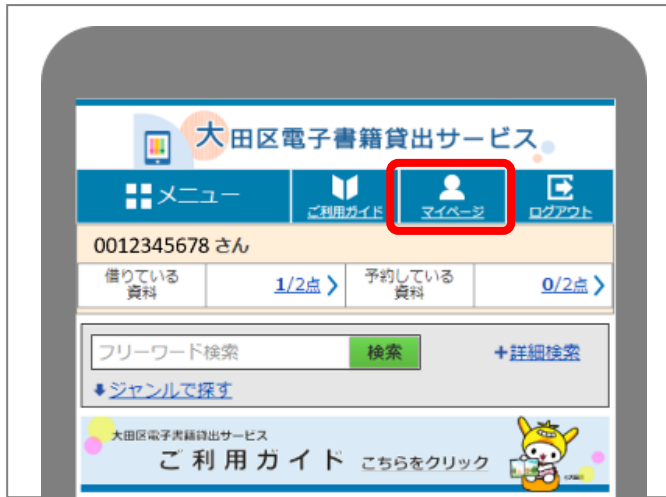 大田区電子書籍貸出サービス
メニュー
ご利用ガイド
マイページ
ログアウト
0012345678 さん
借りている
資料
1/2点
予約している
資料
0/2点
フリーワード検索
検索
+詳細検索
ジャンルで探す
大田区電子書籍貸出サービス
ご利用ガイド こちらをクリック